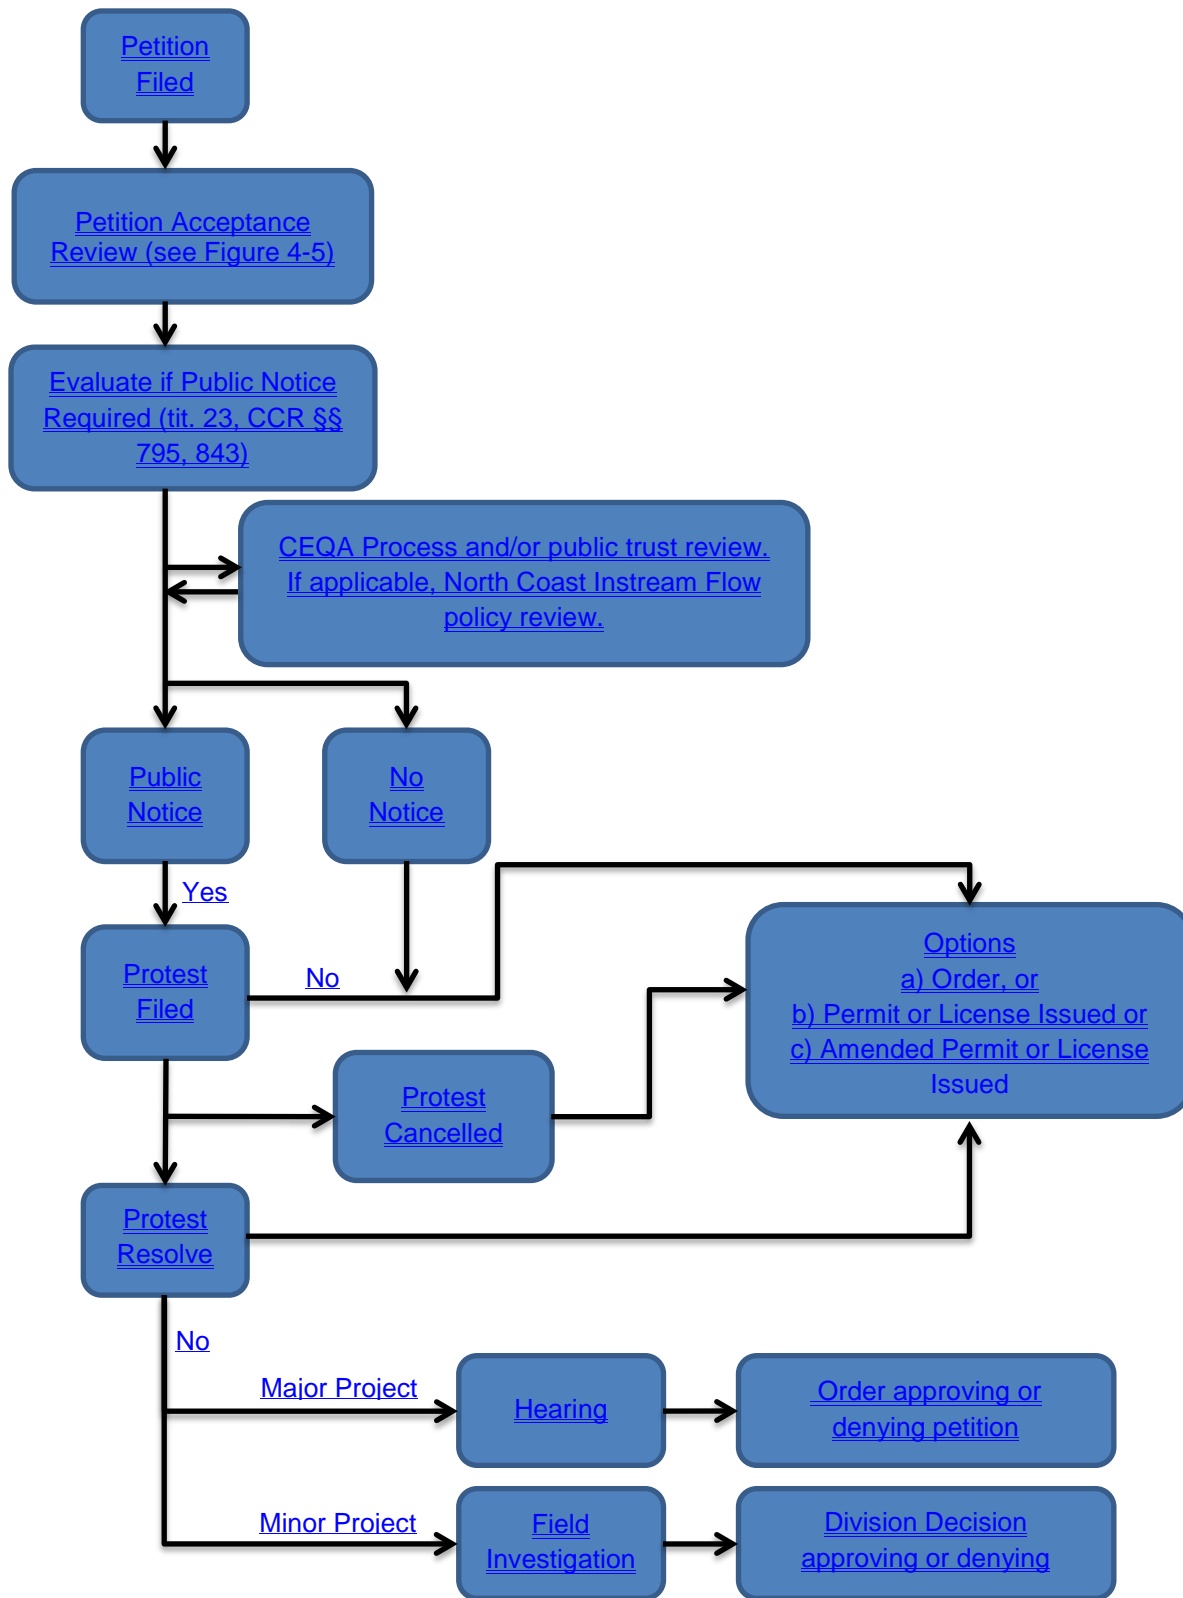 Petition
Filed
Petition Acceptance
Review (see Figure 4-5)
Evaluate if Public Notice
Required (tit. 23, CCR §§
795, 843)
CEQA Process and/or public trust review.
If applicable, North Coast Instream Flow
policy review.
Public
Notice
No
Notice
Yes
Protest
Filed
No
Options
a) Order, or
b) Permit or License Issued or
c) Amended Permit or License
Issued
Protest
Cancelled
Protest
Resolve
No
Major Project
Hearing
Order approving or
denying petition
Minor Project
Field
Investigation
Division Decision
approving or denying